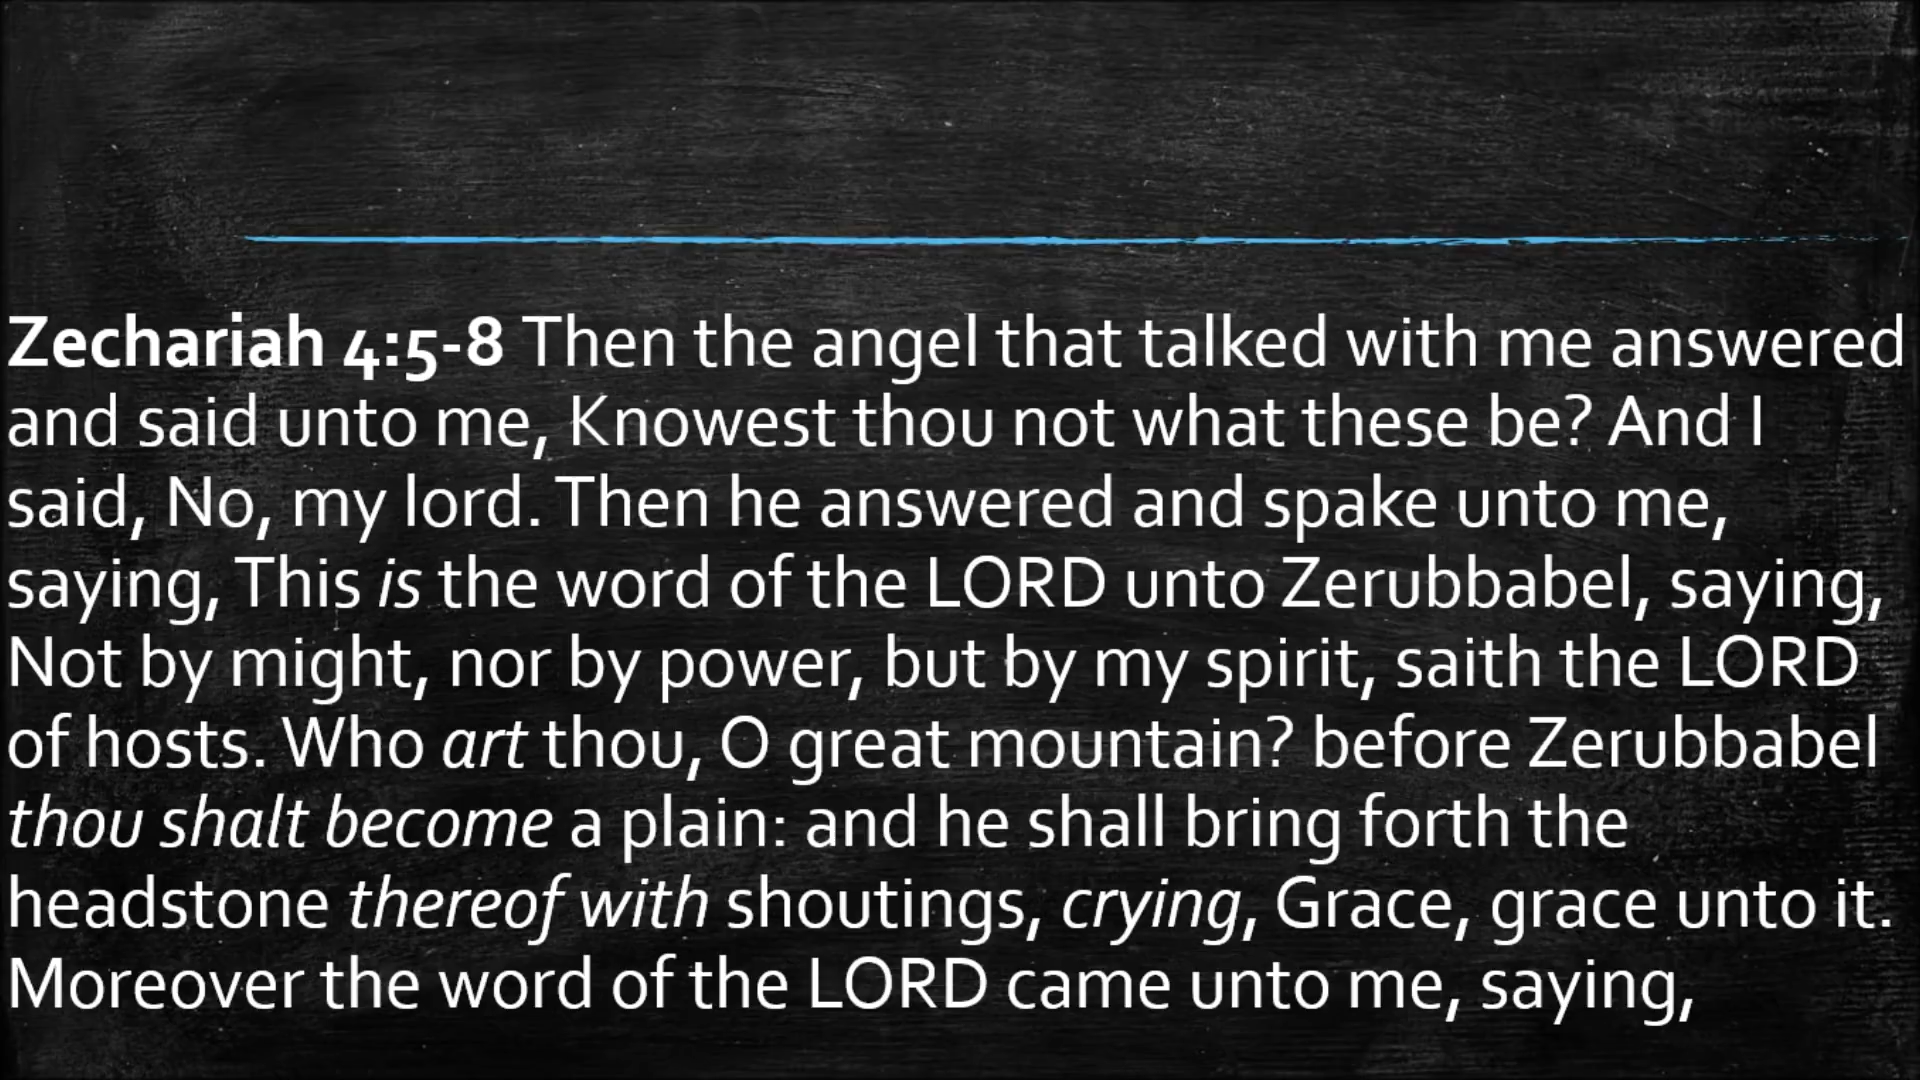 Zechariah 4:5-8 Then the angel that talked with me answered
and said unto me, Knowest thou not what these be? And I
said, No, my lord. Then he answered and spake unto me,
saying, This is the word of the LORD unto Zerubbabel, saying,
Not by might, nor by power, but by my spirit, saith the LORD
of hosts. Who art thou, O great mountain? before Zerubbabel
thou shalt become a plain: and he shall bring forth the
headstone thereof with shoutings, crying, Grace, grace unto it.
Moreover the word of the LORD came unto me, saying,